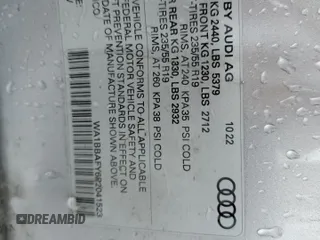 BY AUDI AG 10/22
KG 2440, LBS 5379
FRONT KG 1230, LBS 2712
-TIRES 235/55 R19
RIMS, AT 240 KPA/35 PSI COLD
REAR KG 1330, LBS 2932
-TIRES 235/55 R19
RIMS, AT 260 KPA/38 PSI COLD
VEHICLE CONFORMS TO ALL APPLICABLE
FEDERAL MOTOR VEHICLE SAFETY AND
PREVENTION STANDARDS IN EFFECT ON
DATE OF MANUFACTURE SHOWN ABOVE.
DREAMBID